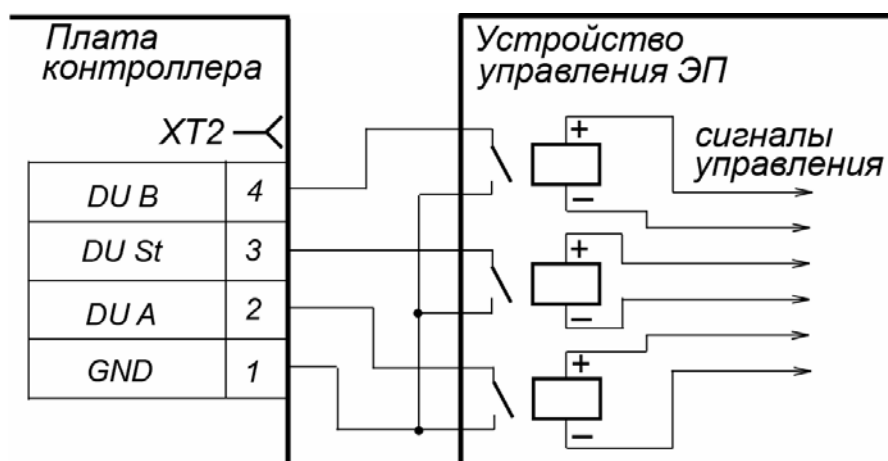 Плата
контроллера
XT2
DU B 4
DU St 3
DU A 2
GND 1
Устройство
управления ЭП
сигналы
управления
+
−
+
−
+
−